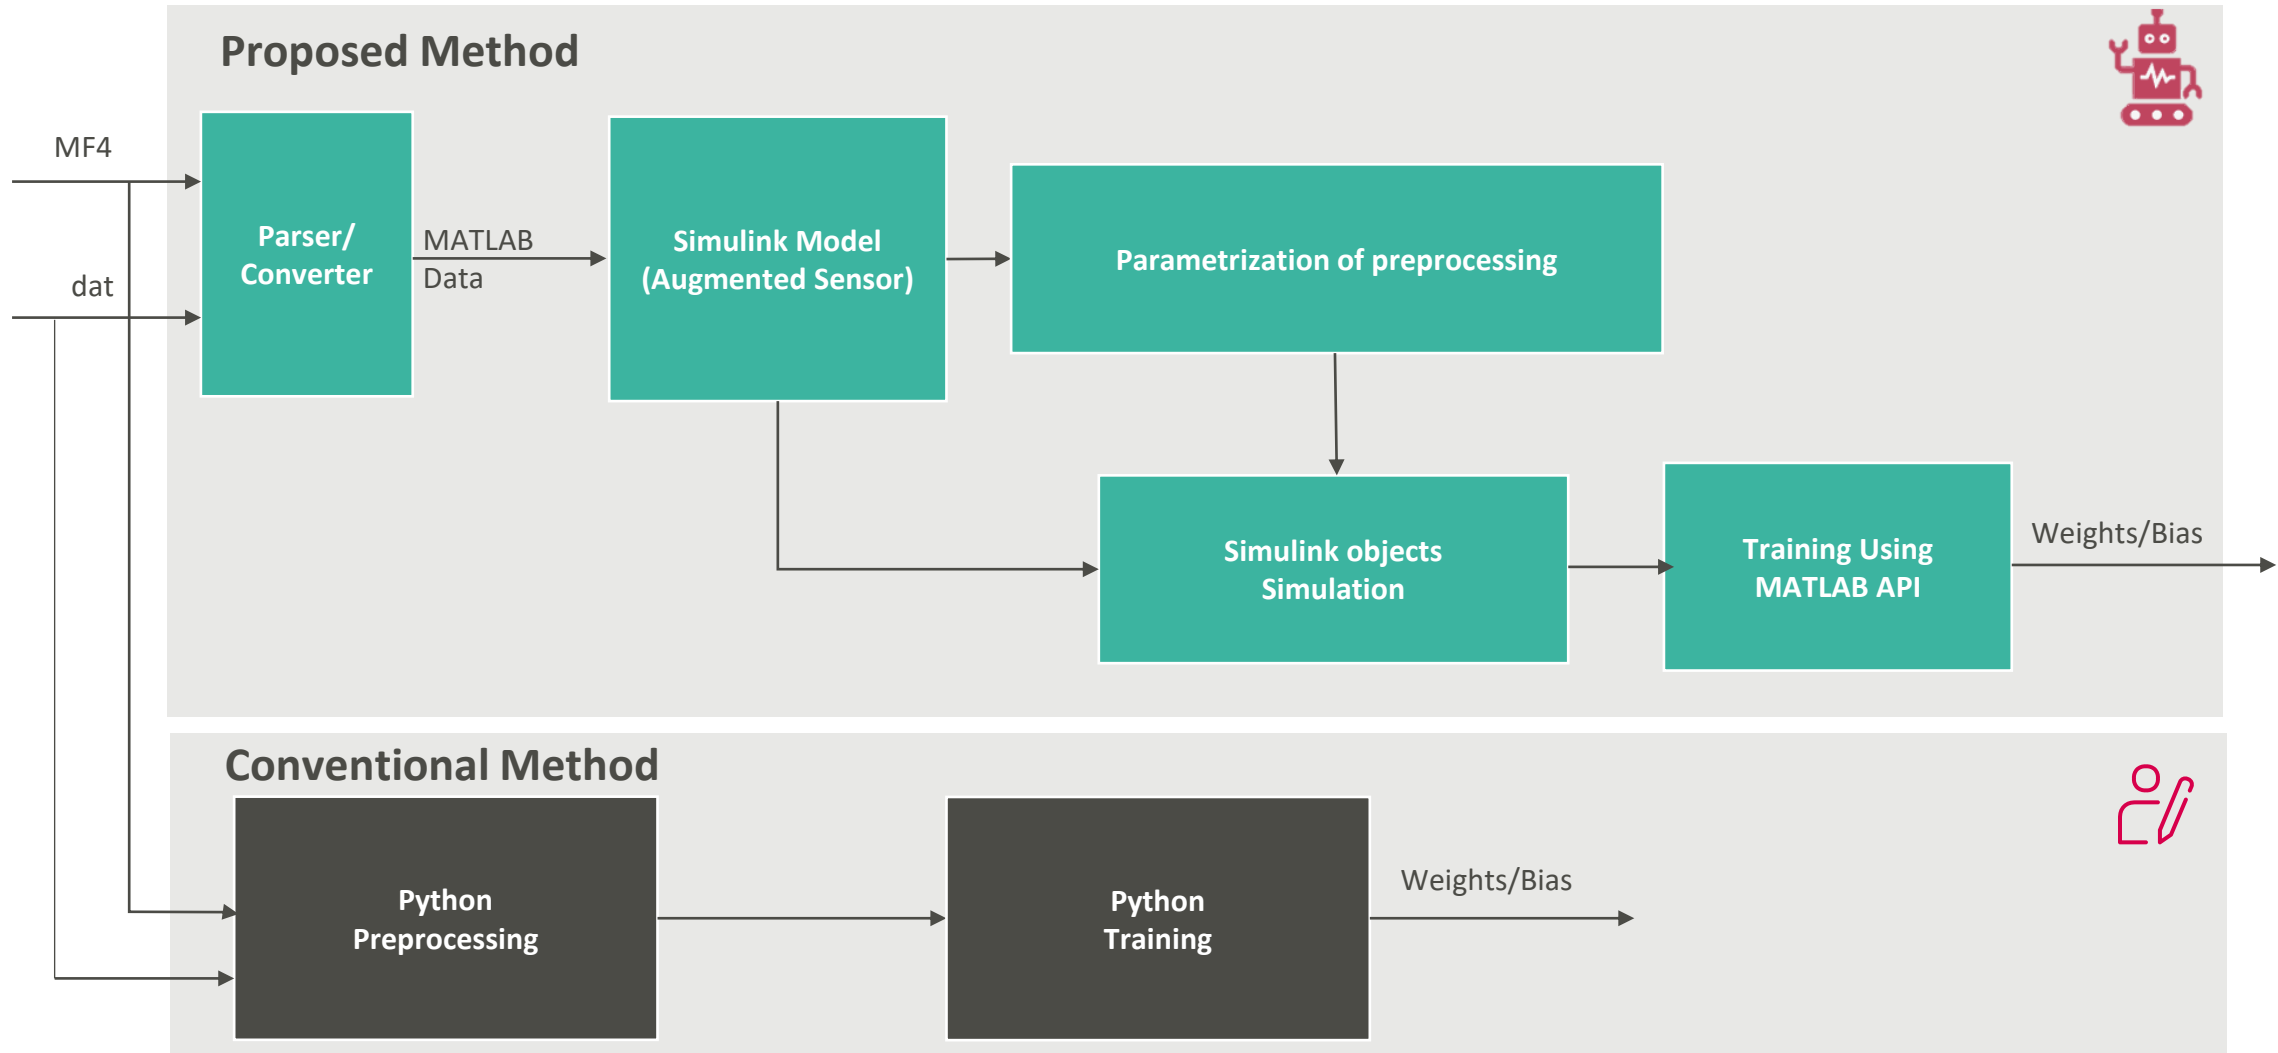 Proposed Method
MF4
dat
Parser/
Converter
MATLAB
Data
Simulink Model
(Augmented Sensor)
Parametrization of preprocessing
Simulink objects
Simulation
Training Using
MATLAB API
Weights/Bias
Conventional Method
Python
Preprocessing
Python
Training
Weights/Bias